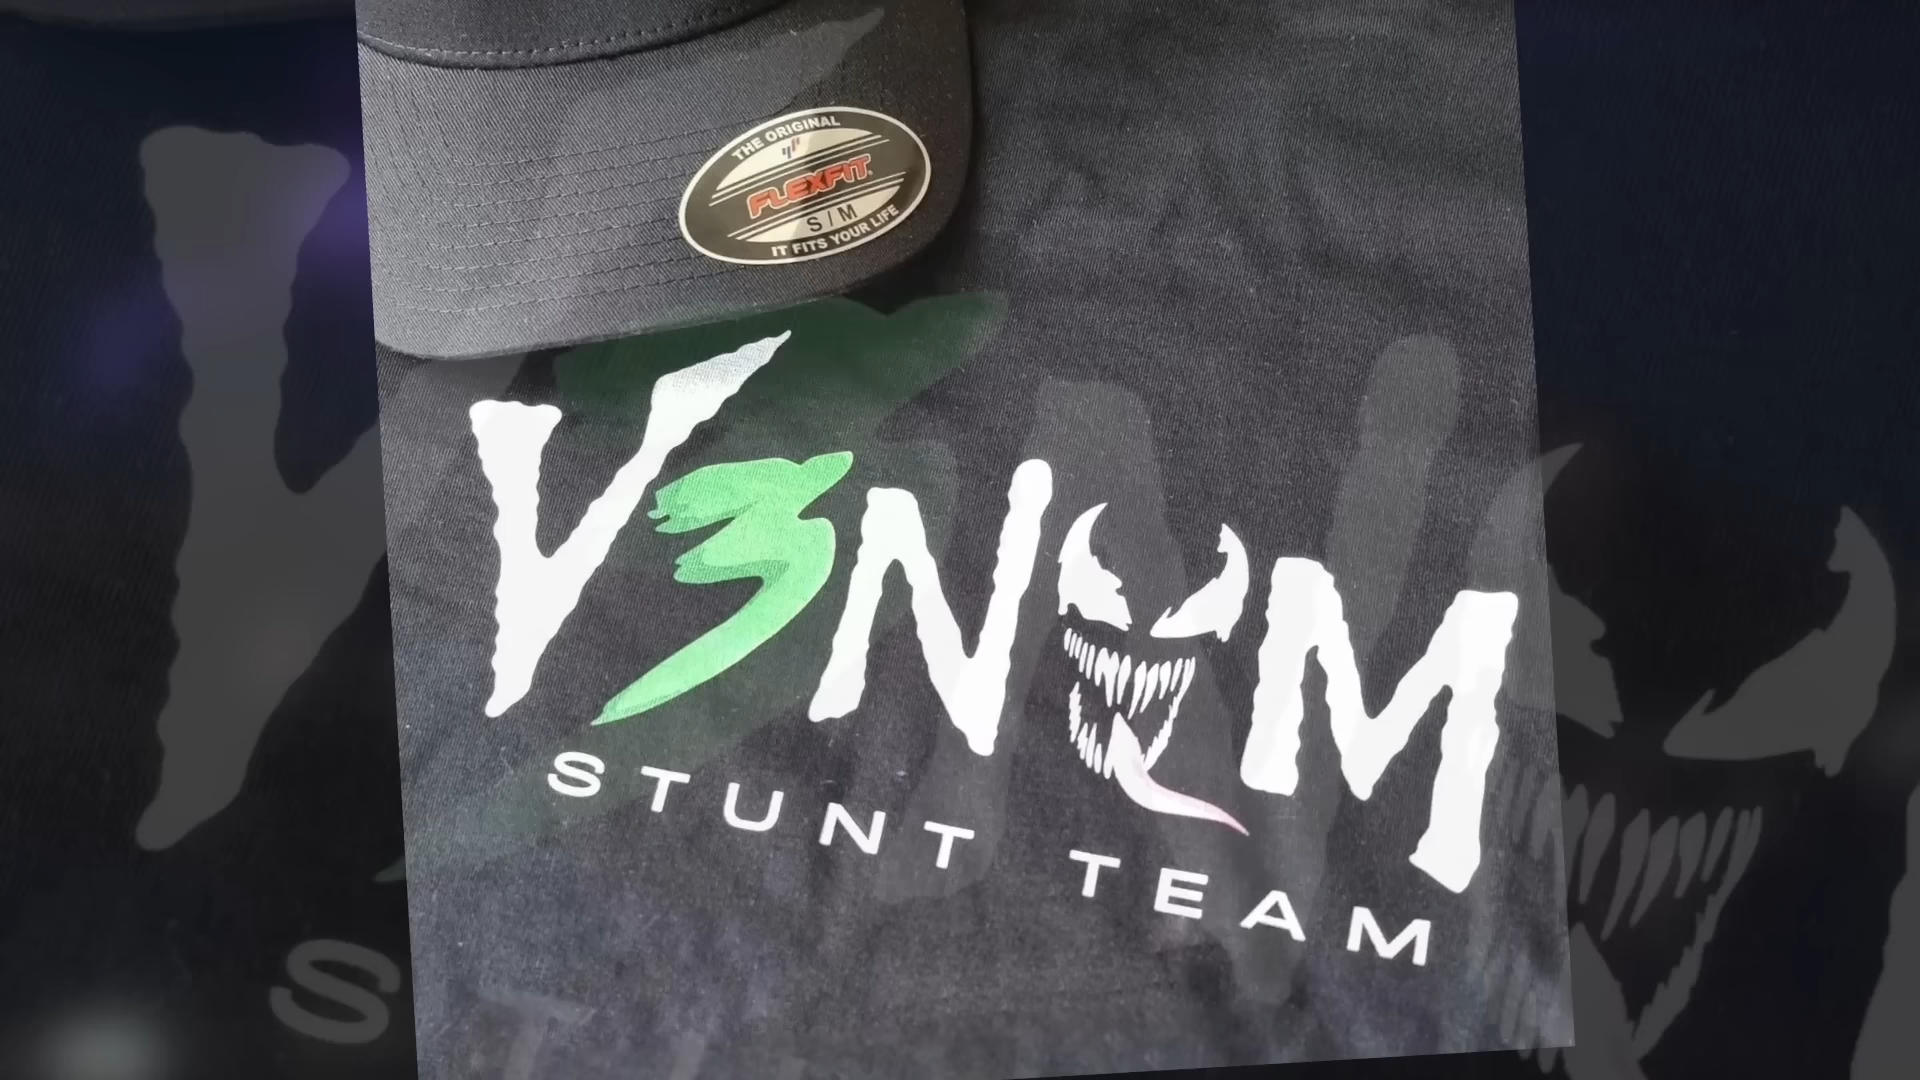 THE ORIGINAL
FLEXFIT
S / M
IT FITS YOUR LIFE
V3NOM
STUNT TEAM